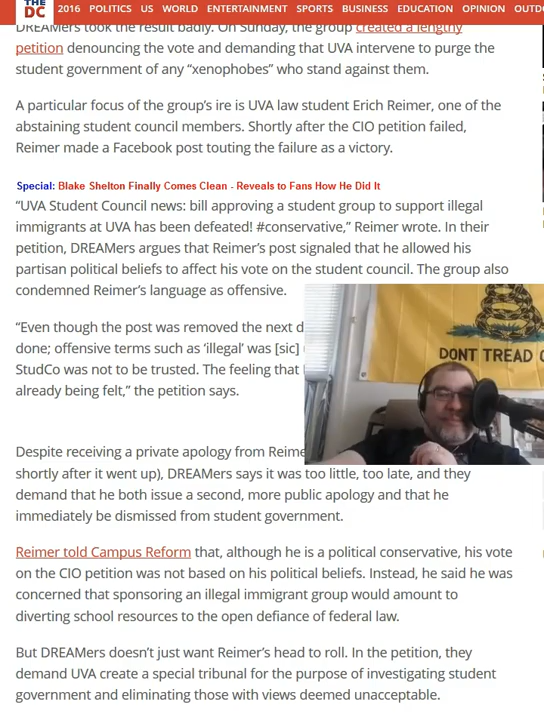 THE
DC
2016 POLITICS US WORLD ENTERTAINMENT SPORTS BUSINESS EDUCATION OPINION OUTD
DREAMers took the result badly. On Sunday, the group created a lengthy
petition denouncing the vote and demanding that UVA intervene to purge the
student government of any “xenophobes” who stand against them.
A particular focus of the group’s ire is UVA law student Erich Reimer, one of the
abstaining student council members. Shortly after the CIO petition failed,
Reimer made a Facebook post touting the failure as a victory.
Special: Blake Shelton Finally Comes Clean - Reveals to Fans How He Did It
“UVA Student Council news: bill approving a student group to support illegal
immigrants at UVA has been defeated! #conservative,” Reimer wrote. In their
petition, DREAMers argues that Reimer’s post signaled that he allowed his
partisan political beliefs to affect his vote on the student council. The group also
condemned Reimer’s language as offensive.
“Even though the post was removed the next d
done; offensive terms such as ‘illegal’ was [sic]
StudCo was not to be trusted. The feeling that
already being felt,” the petition says.
DONT TREAD
Despite receiving a private apology from Reime
shortly after it went up), DREAMers says it was too little, too late, and they
demand that he both issue a second, more public apology and that he
immediately be dismissed from student government.
Reimer told Campus Reform that, although he is a political conservative, his vote
on the CIO petition was not based on his political beliefs. Instead, he said he was
concerned that sponsoring an illegal immigrant group would amount to
diverting school resources to the open defiance of federal law.
But DREAMers doesn’t just want Reimer’s head to roll. In the petition, they
demand UVA create a special tribunal for the purpose of investigating student
government and eliminating those with views deemed unacceptable.